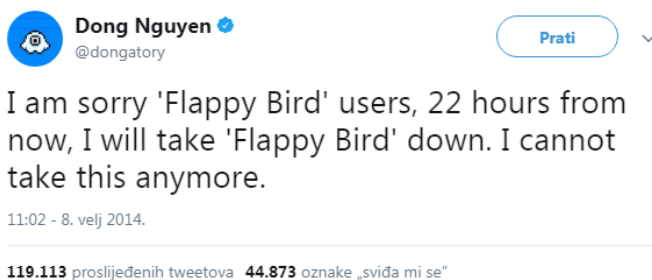 Dong Nguyen
@dongatory
Prati
I am sorry 'Flappy Bird' users, 22 hours from
now, I will take 'Flappy Bird' down. I cannot
take this anymore.
11:02 - 8. velj 2014.
119.113 proslijeđenih tweetova 44.873 oznake „sviđa mi se"